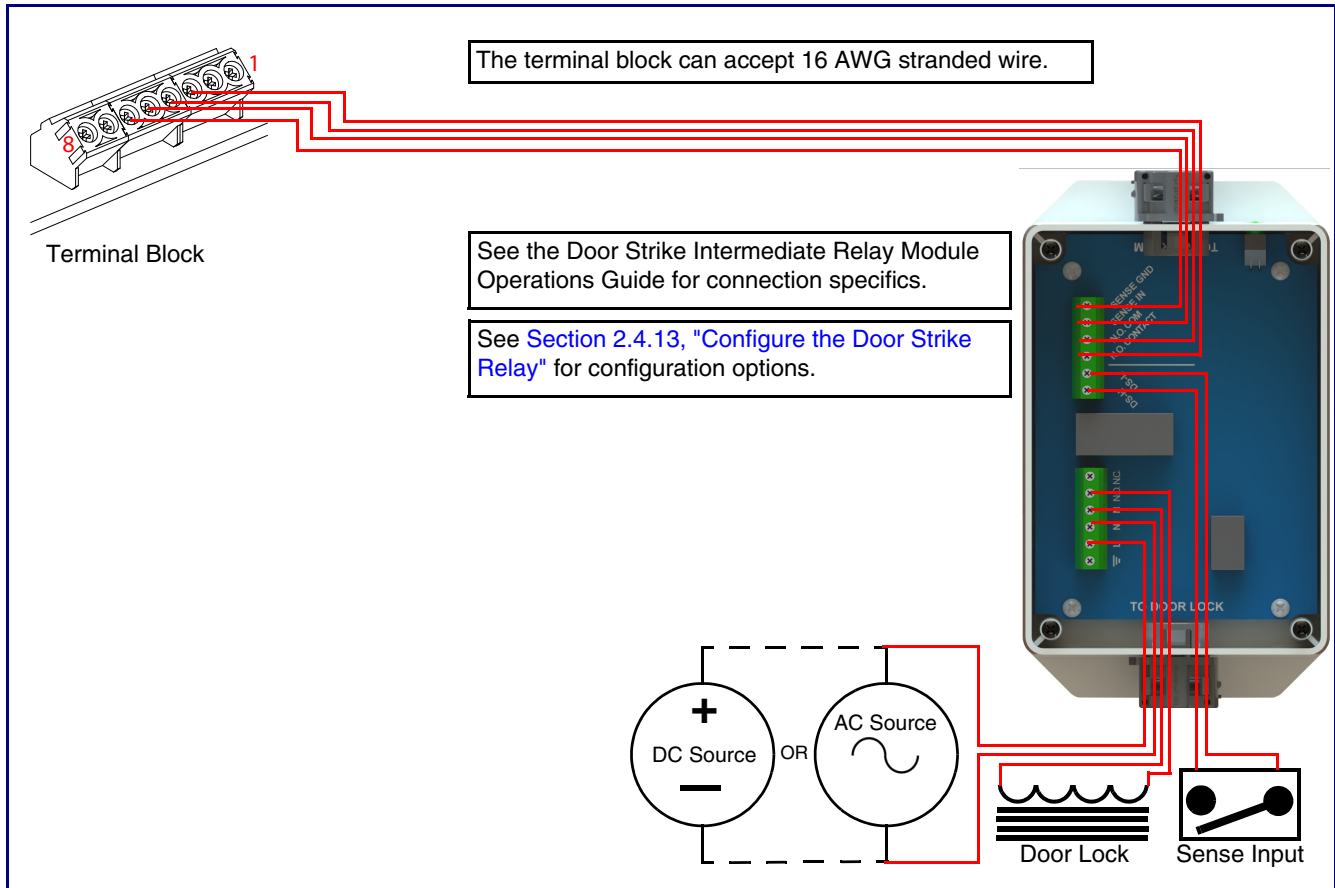 1
The terminal block can accept 16 AWG stranded wire.
8
Terminal Block
See the Door Strike Intermediate Relay Module
Operations Guide for connection specifics.
See Section 2.4.13, "Configure the Door Strike
Relay" for configuration options.
SENSE GND
SENSE IN
N.O. COM
N.O. CONTACT
DS-
DS-
N.C.
N.O.
N
N
L
TO DOOR LOCK
+
DC Source
OR
AC Source
Door Lock
Sense Input